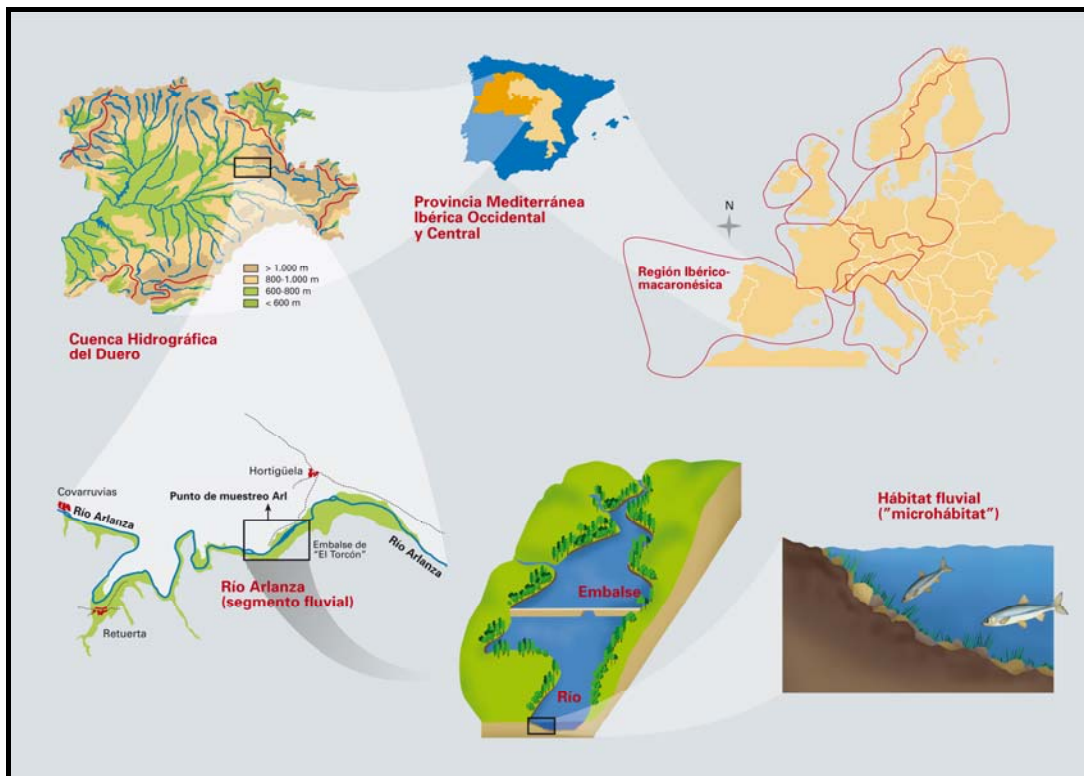 Provincia Mediterránea
Ibérica Occidental
y Central
N
Región Ibérico-
macaronésica
> 1.000 m
800-1.000 m
600-800 m
< 600 m
Cuenca Hidrográfica
del Duero
Hortigüela
Covarruvias
Río Arlanza
Punto de muestreo Arl
Embalse de
"El Torcón"
Río Arlanza
Río Arlanza
(segmento fluvial)
Retuerta
Embalse
Río
Hábitat fluvial
("microhábitat")